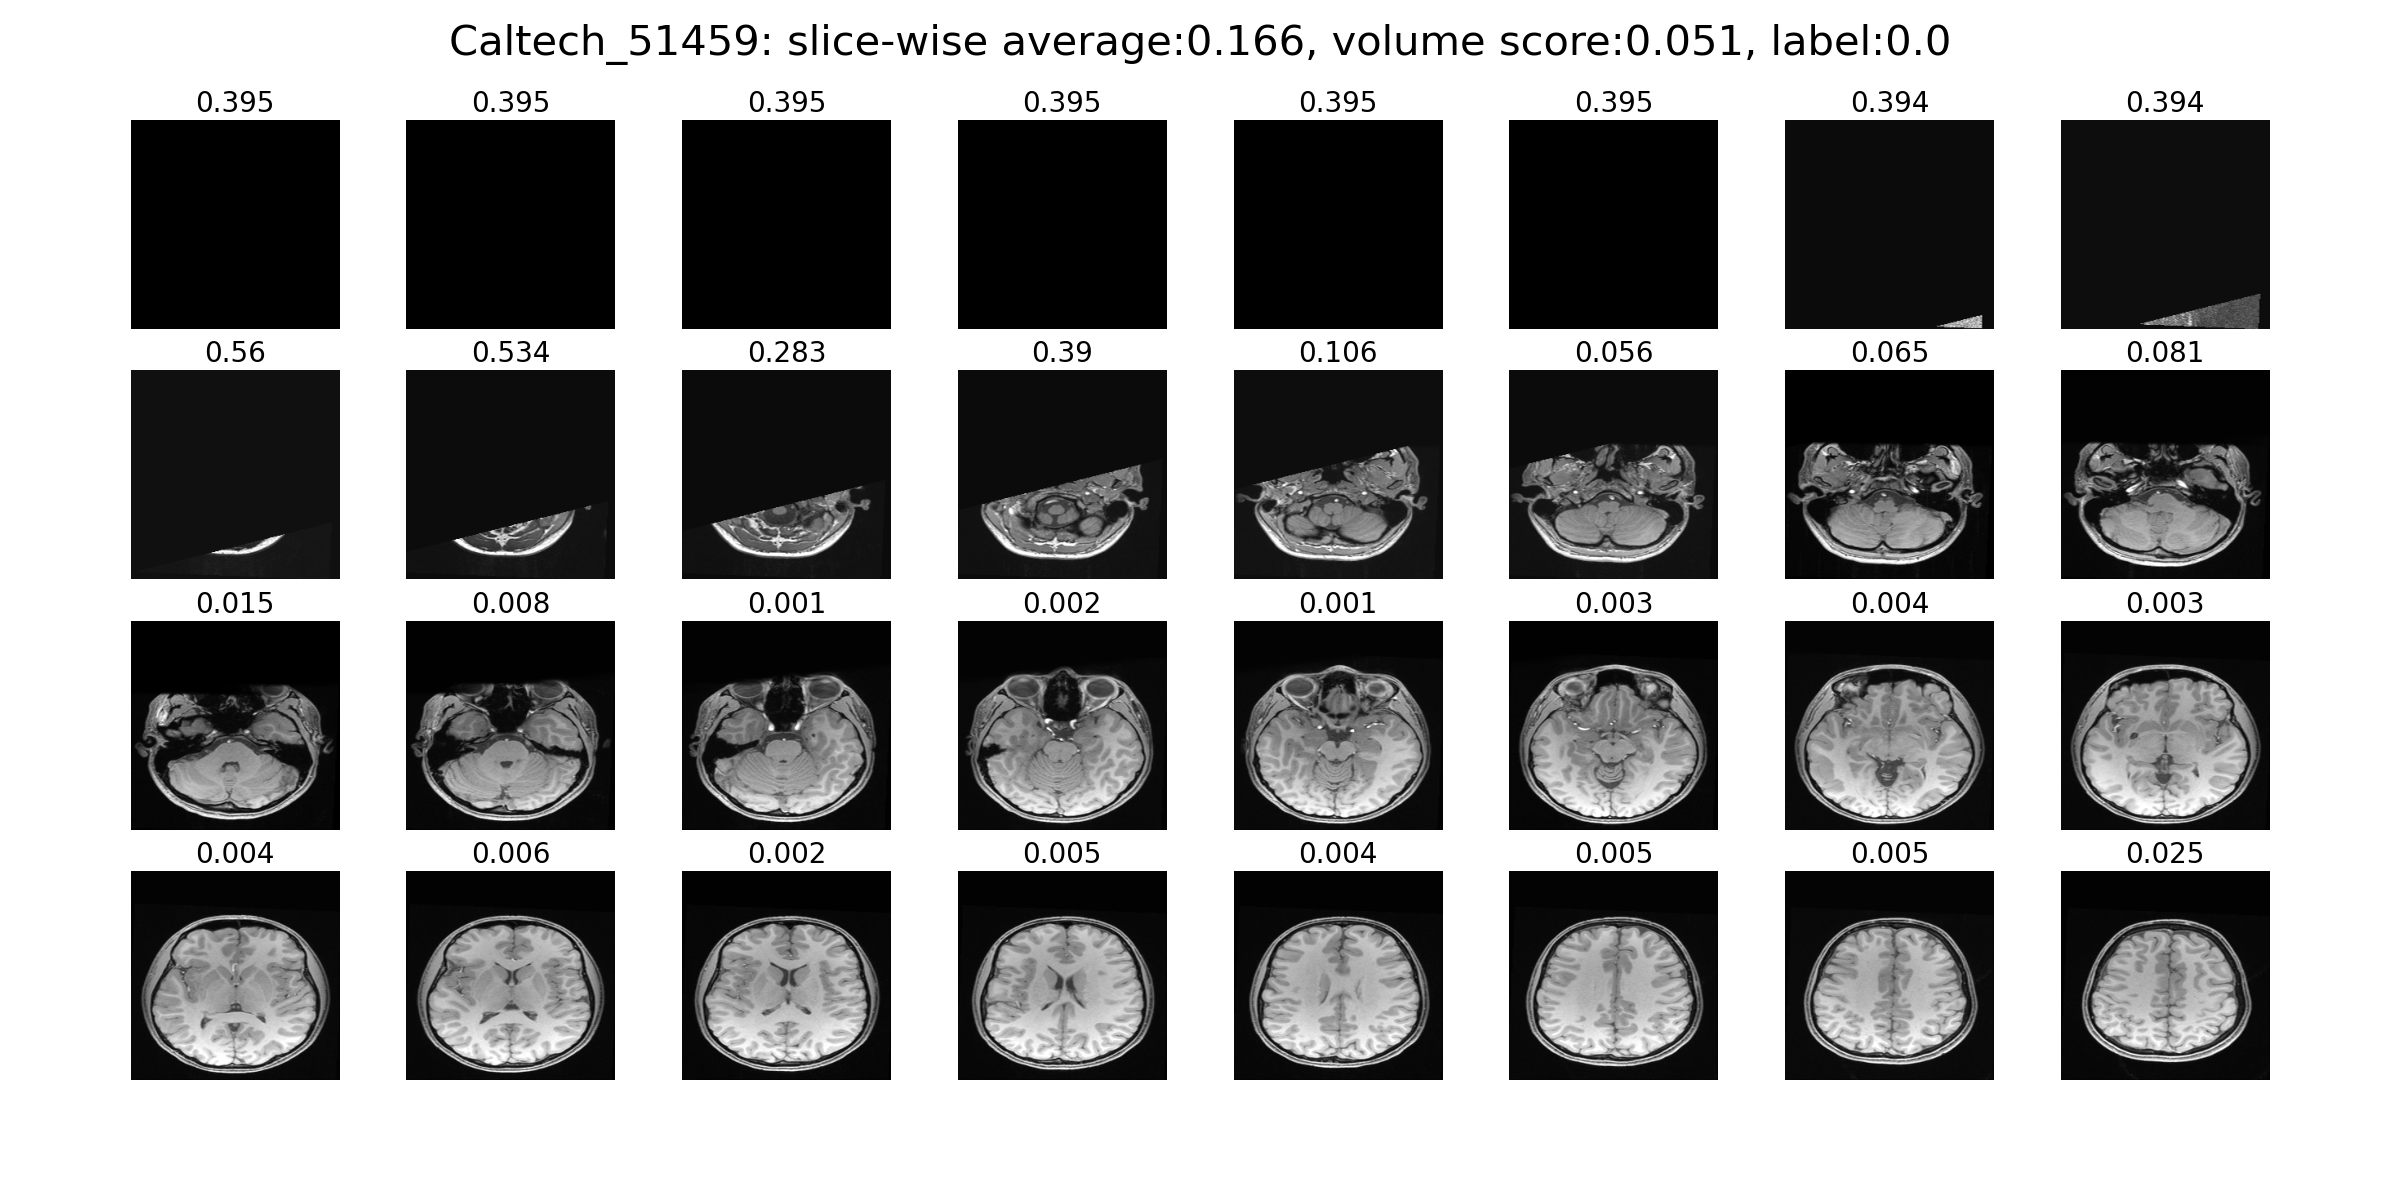 Caltech_51459: slice-wise average:0.166, volume score:0.051, label:0.0
0.395 0.395 0.395 0.395 0.395 0.395 0.394 0.394
0.56 0.534 0.283 0.39 0.106 0.056 0.065 0.081
0.015 0.008 0.001 0.002 0.001 0.003 0.004 0.003
0.004 0.006 0.002 0.005 0.004 0.005 0.005 0.025